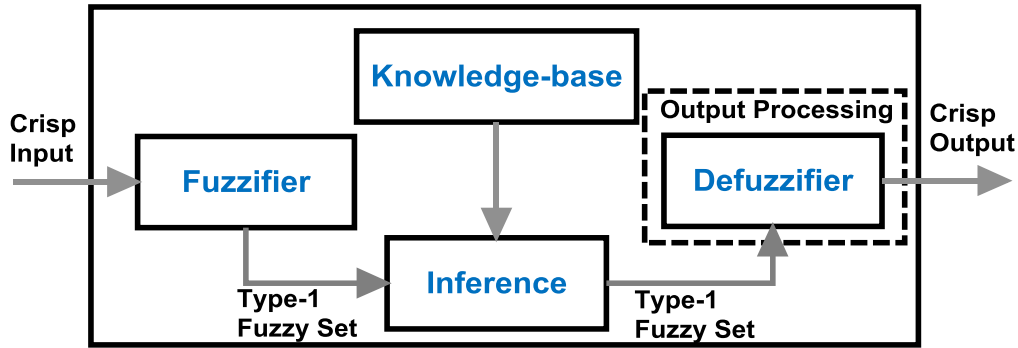 Knowledge-base
Output Processing
Crisp
Input
Crisp
Output
Fuzzifier
Defuzzifier
Inference
Type-1
Fuzzy Set
Type-1
Fuzzy Set